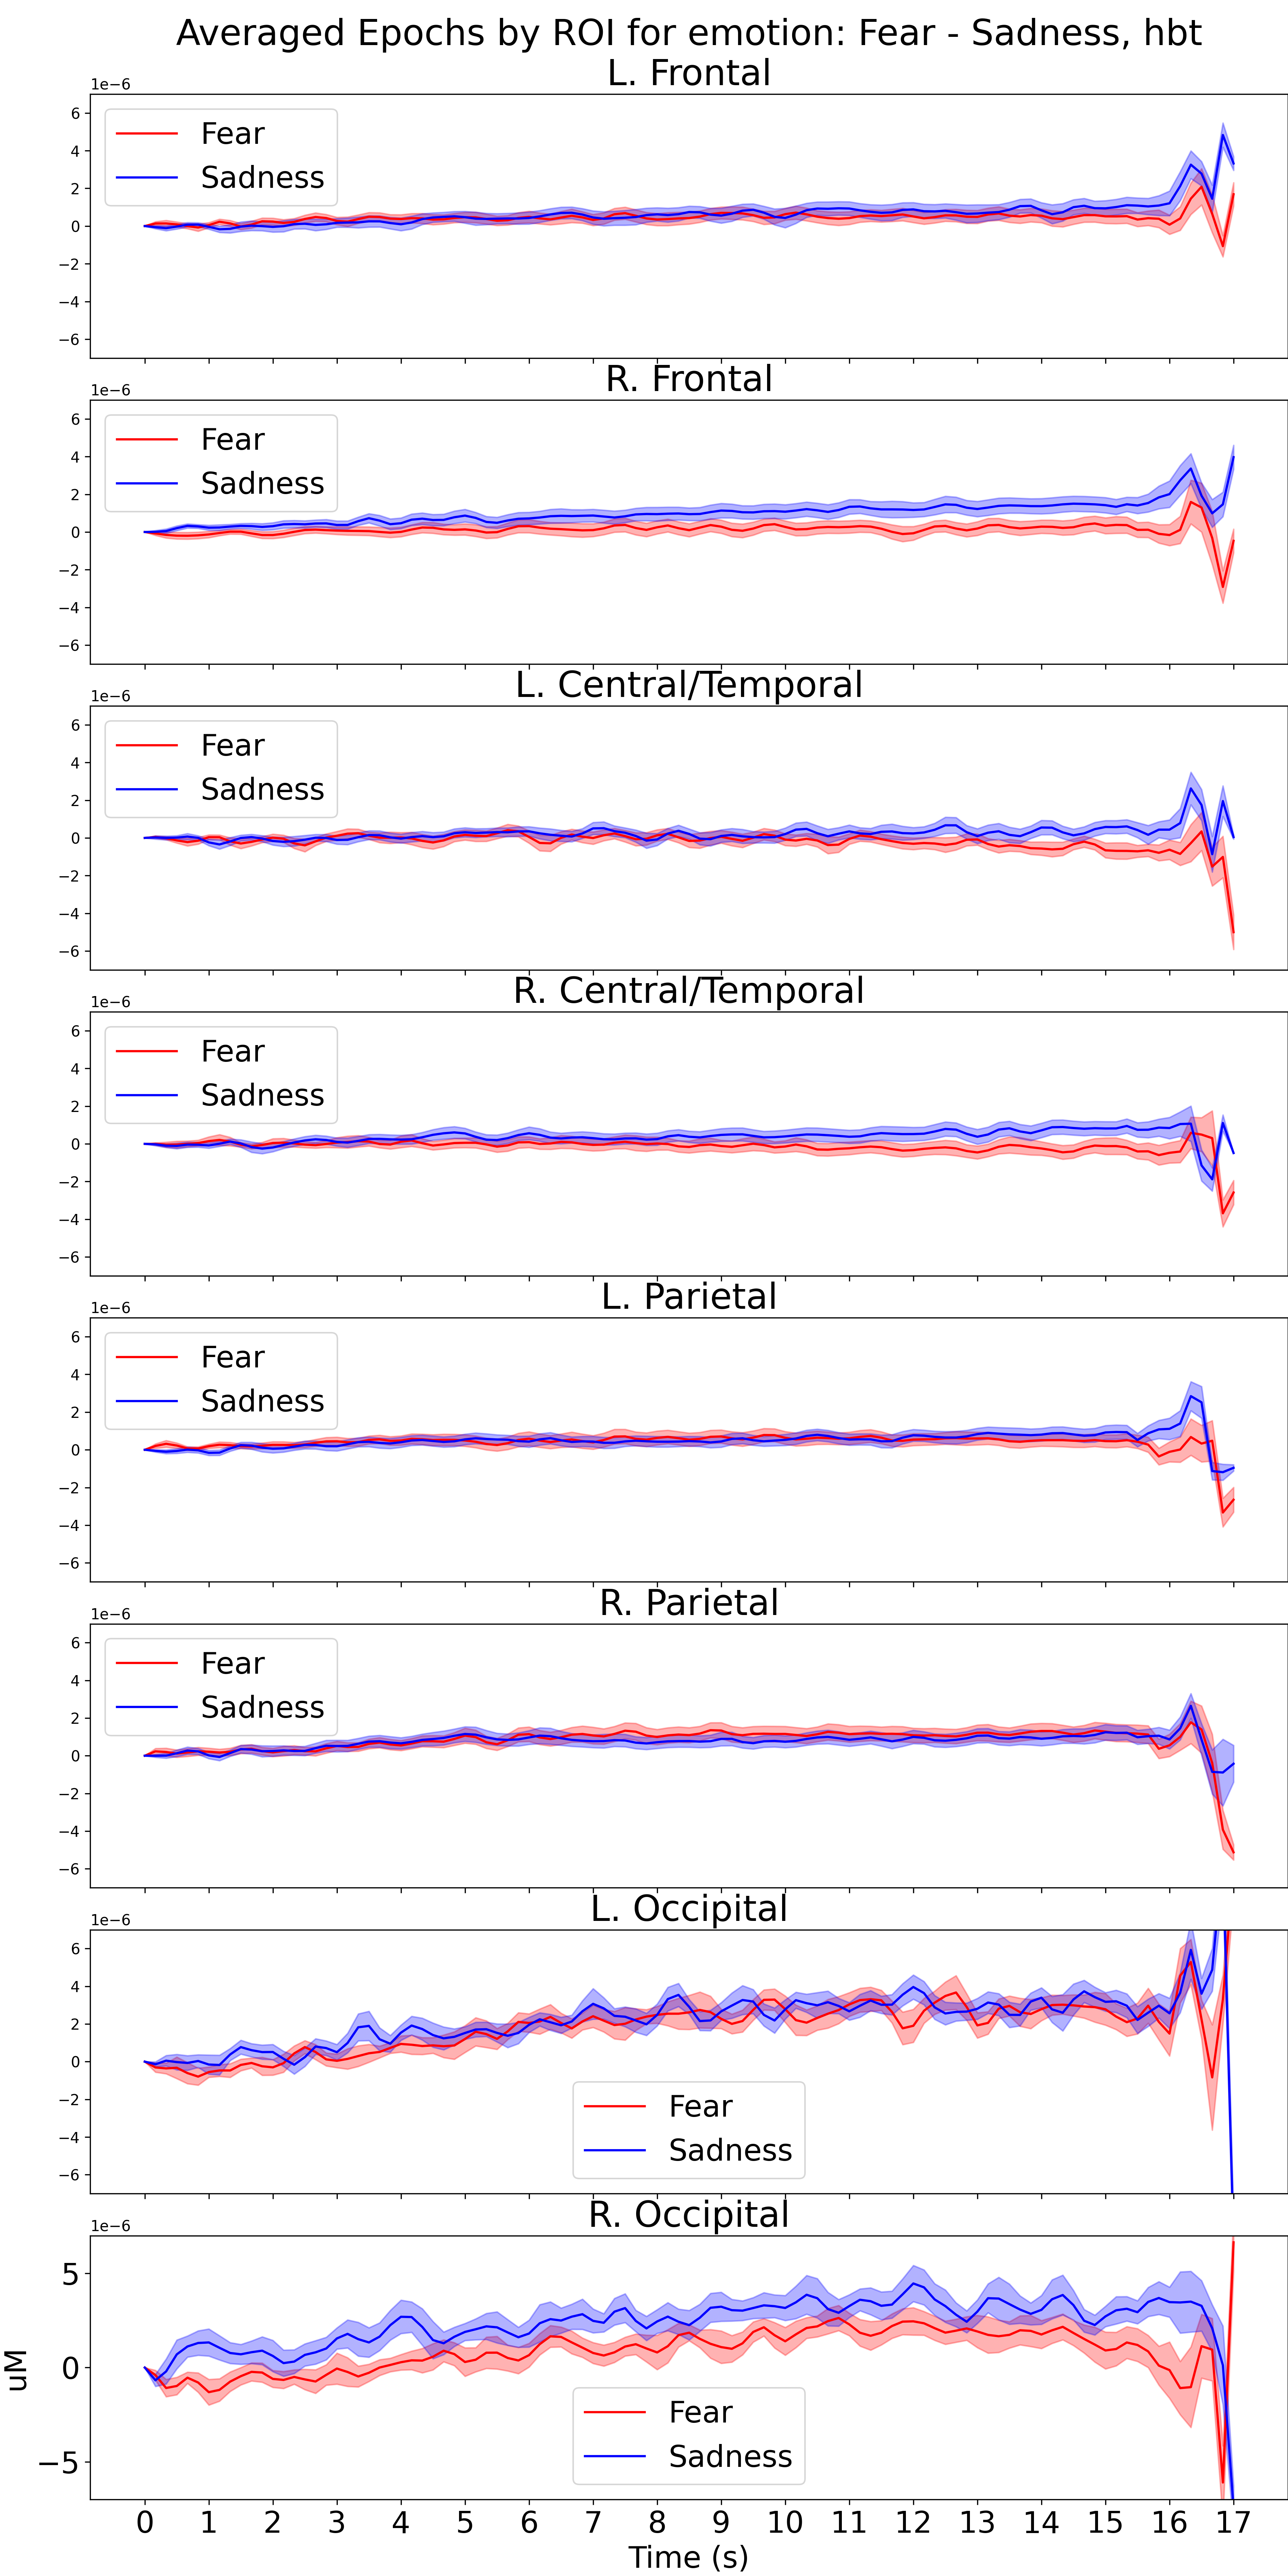 Averaged Epochs by ROI for emotion: Fear - Sadness, hbt
L. Frontal
1e−6
6
4
2
0
−2
−4
−6
Fear
Sadness
R. Frontal
1e−6
6
4
2
0
−2
−4
−6
Fear
Sadness
L. Central/Temporal
1e−6
6
4
2
0
−2
−4
−6
Fear
Sadness
R. Central/Temporal
1e−6
6
4
2
0
−2
−4
−6
Fear
Sadness
L. Parietal
1e−6
6
4
2
0
−2
−4
−6
Fear
Sadness
R. Parietal
1e−6
6
4
2
0
−2
−4
−6
Fear
Sadness
L. Occipital
1e−6
6
4
2
0
−2
−4
−6
Fear
Sadness
R. Occipital
1e−6
5
0
−5
uM
Fear
Sadness
0 1 2 3 4 5 6 7 8 9 10 11 12 13 14 15 16 17
Time (s)